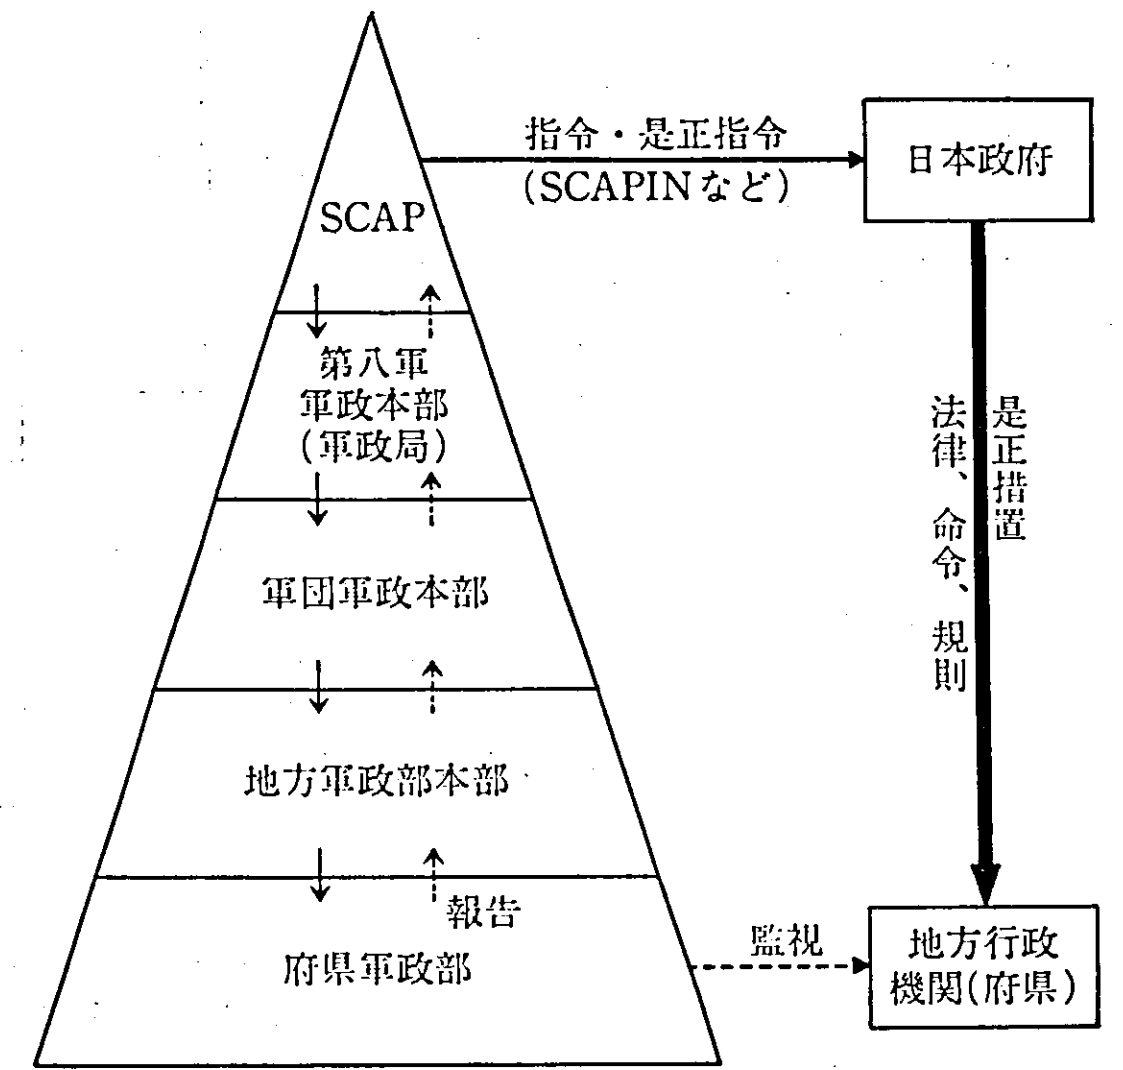 指令・是正指令
(SCAPINなど)
日本政府
SCAP
第八軍
軍政本部
(軍政局)
是正措置
法律、命令、規則
軍団軍政本部
地方軍政部本部
報告
府県軍政部
監視
地方行政
機関(府県)